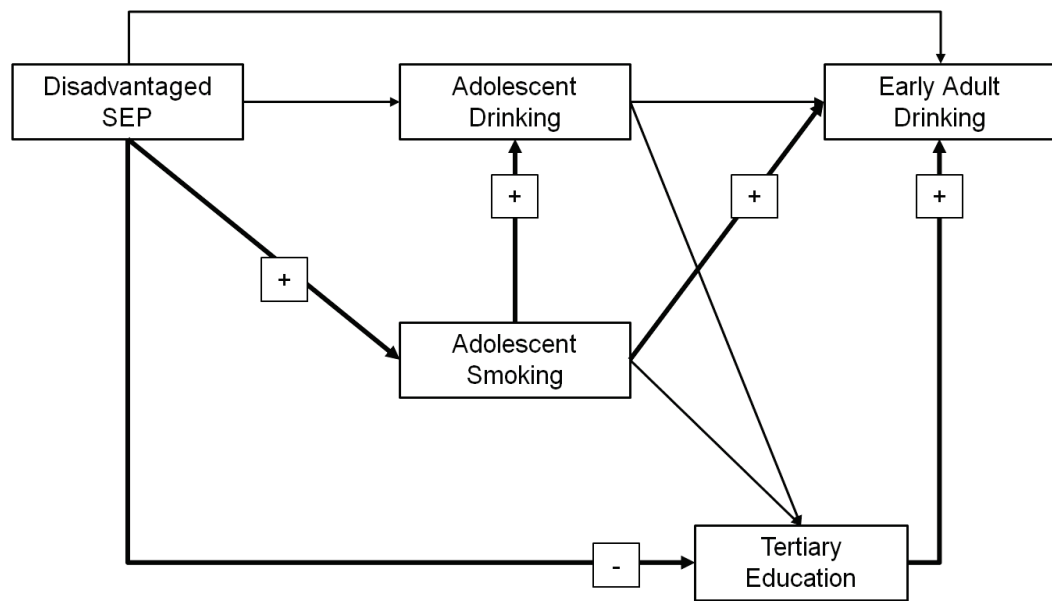 Disadvantaged
SEP
Adolescent
Drinking
Early Adult
Drinking
+
+
+
+
Adolescent
Smoking
-
Tertiary
Education